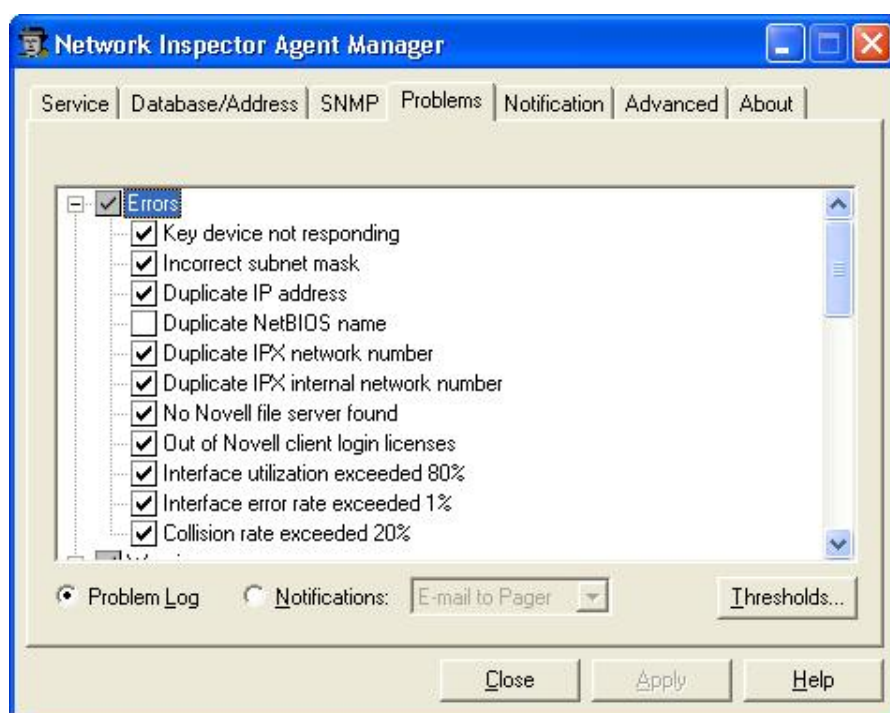 Network Inspector Agent Manager
Service Database/Address SNMP Problems Notification Advanced About
Errors
Key device not responding
Incorrect subnet mask
Duplicate IP address
Duplicate NetBIOS name
Duplicate IPX network number
Duplicate IPX internal network number
No Novell file server found
Out of Novell client login licenses
Interface utilization exceeded 80%
Interface error rate exceeded 1%
Collision rate exceeded 20%
Problem Log Notifications: E-mail to Pager Thresholds...
Close Apply Help